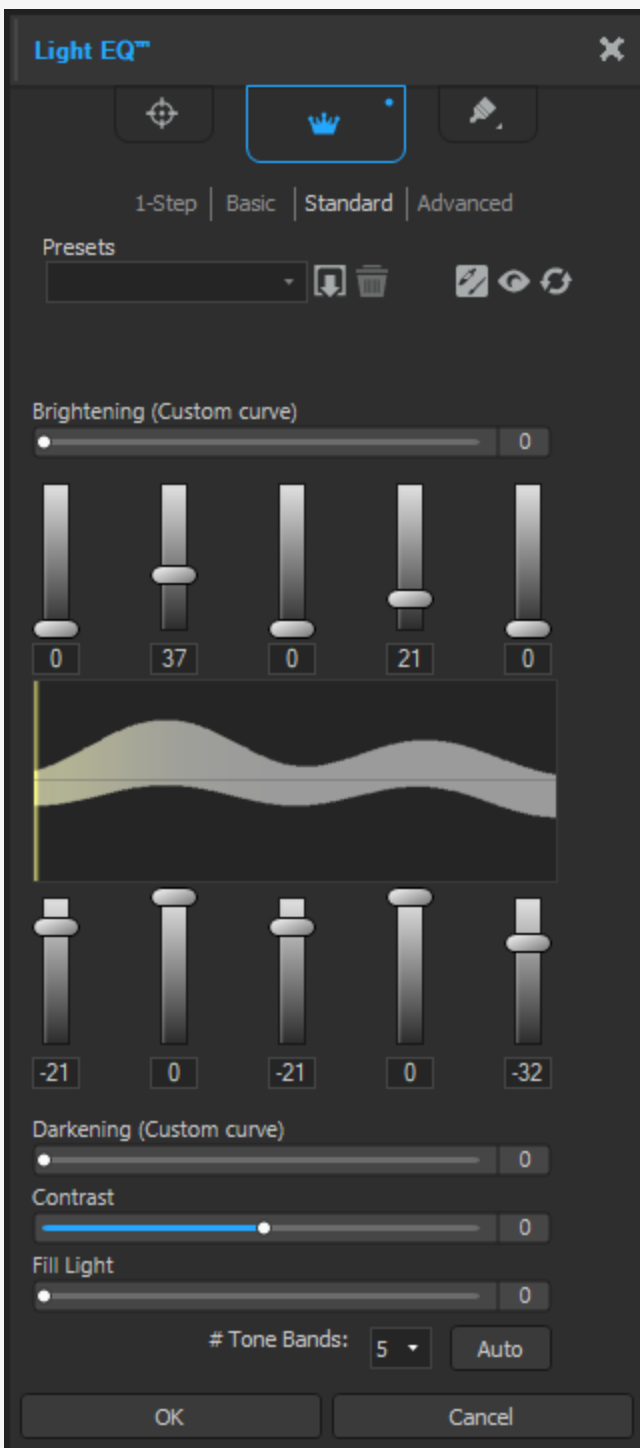 Light EQ™
1-Step Basic Standard Advanced
Presets
Brightening (Custom curve)
0
0 37 0 21 0
-21 0 -21 0 -32
Darkening (Custom curve)
0
Contrast
0
Fill Light
0
# Tone Bands: 5 Auto
OK Cancel